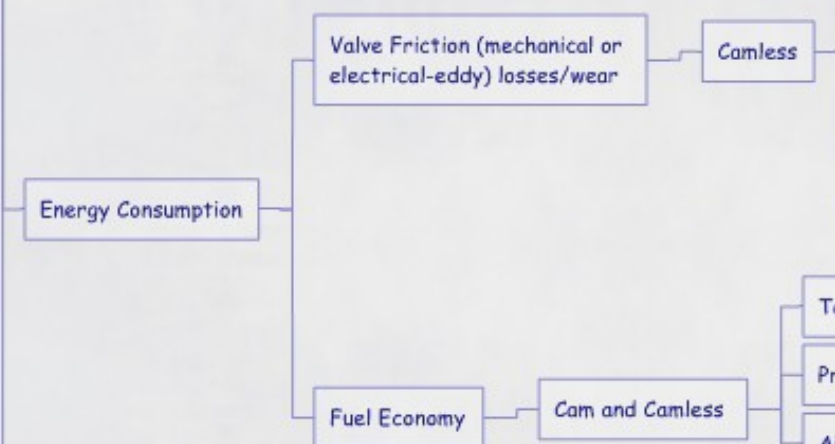 Valve Friction (mechanical or
electrical-eddy) losses/wear
Camless
Energy Consumption
Fuel Economy
Cam and Camless